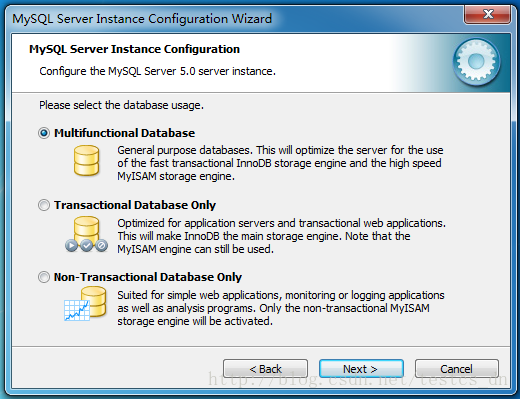 MySQL Server Instance Configuration Wizard
MySQL Server Instance Configuration
Configure the MySQL Server 5.0 server instance.
Please select the database usage.
Multifunctional Database
General purpose databases. This will optimize the server for the use
of the fast transactional InnoDB storage engine and the high speed
MyISAM storage engine.
Transactional Database Only
Optimized for application servers and transactional web applications.
This will make InnoDB the main storage engine. Note that the
MyISAM engine can still be used.
Non-Transactional Database Only
Suited for simple web applications, monitoring or logging applications
as well as analysis programs. Only the non-transactional MyISAM
storage engine will be activated.
< Back
Next >
Cancel
http://blog.csdn.net/testcs_dn